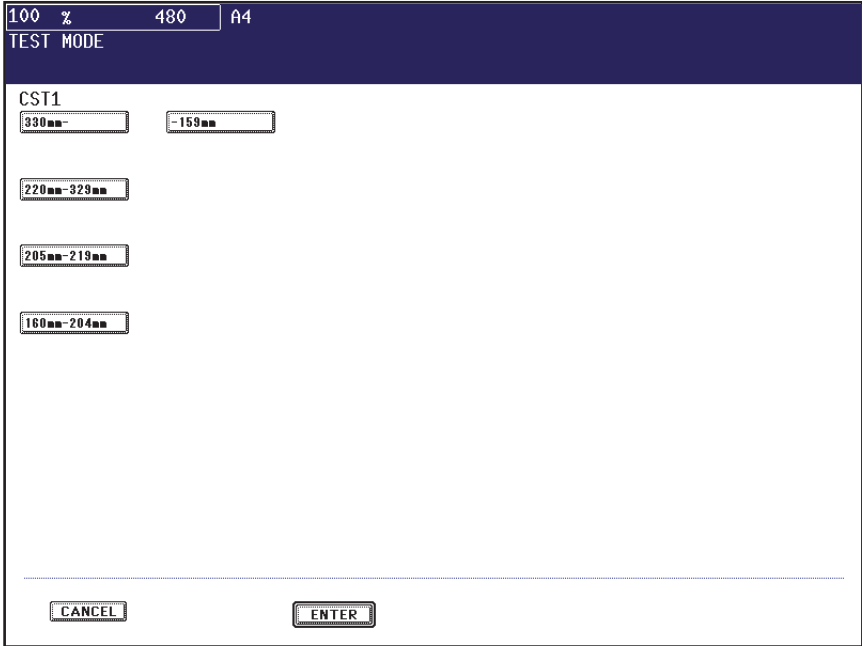 100 % 480 A4
TEST MODE
CST1
330mm- -159mm
220mm-329mm
205mm-219mm
160mm-204mm
CANCEL ENTER